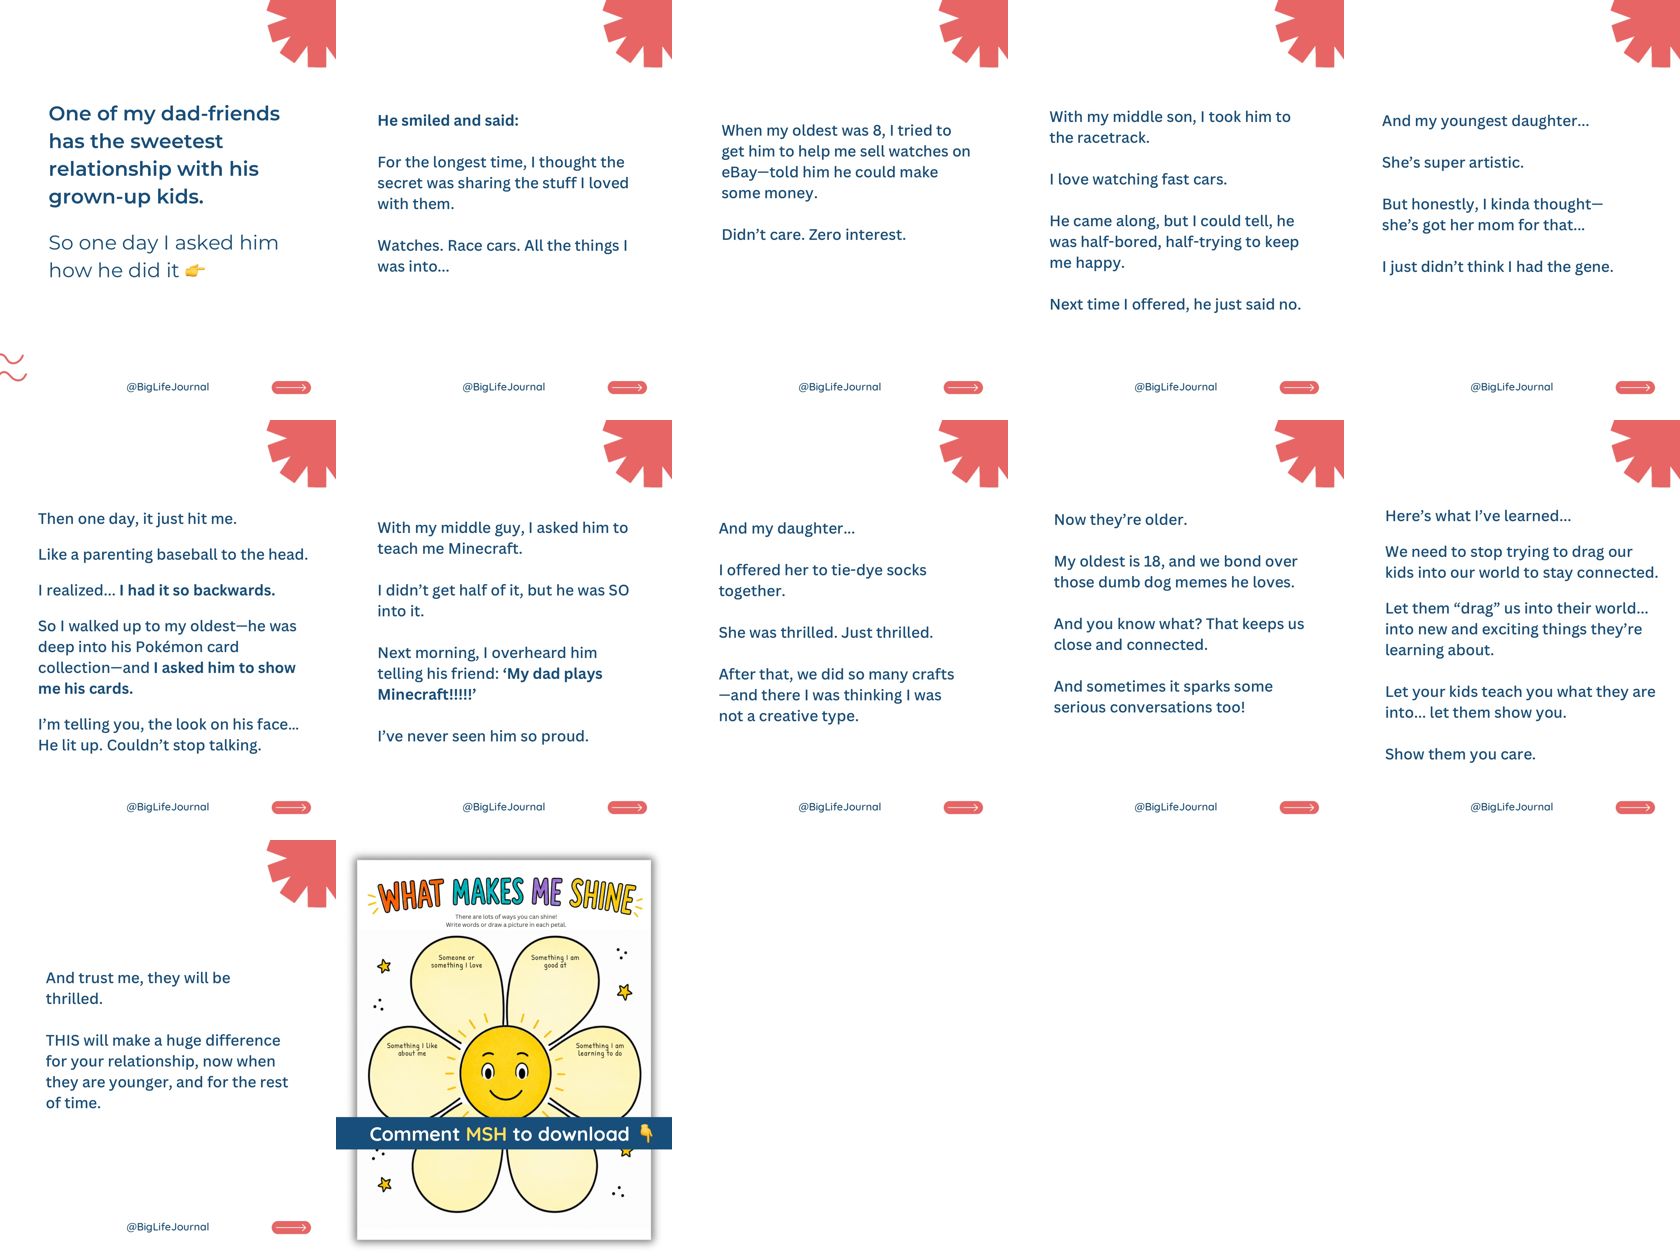 One of my dad-friends
has the sweetest
relationship with his
grown-up kids.
So one day I asked him
how he did it 👉
@BigLifeJournal
He smiled and said:
For the longest time, I thought the
secret was sharing the stuff I loved
with them.
Watches. Race cars. All the things I
was into...
@BigLifeJournal
When my oldest was 8, I tried to
get him to help me sell watches on
eBay—told him he could make
some money.
Didn't care. Zero interest.
@BigLifeJournal
With my middle son, I took him to
the racetrack.
I love watching fast cars.
He came along, but I could tell, he
was half-bored, half-trying to keep
me happy.
Next time I offered, he just said no.
@BigLifeJournal
And my youngest daughter...
She's super artistic.
But honestly, I kinda thought—
she's got her mom for that...
I just didn't think I had the gene.
@BigLifeJournal
Then one day, it just hit me.
Like a parenting baseball to the head.
I realized... I had it so backwards.
So I walked up to my oldest—he was
deep into his Pokémon card
collection—and I asked him to show
me his cards.
I'm telling you, the look on his face...
He lit up. Couldn't stop talking.
@BigLifeJournal
With my middle guy, I asked him to
teach me Minecraft.
I didn't get half of it, but he was SO
into it.
Next morning, I overheard him
telling his friend: 'My dad plays
Minecraft!!!!!'
I've never seen him so proud.
@BigLifeJournal
And my daughter...
I offered her to tie-dye socks
together.
She was thrilled. Just thrilled.
After that, we did so many crafts
—and there I was thinking I was
not a creative type.
@BigLifeJournal
Now they're older.
My oldest is 18, and we bond over
those dumb dog memes he loves.
And you know what? That keeps us
close and connected.
And sometimes it sparks some
serious conversations too!
@BigLifeJournal
Here's what I've learned...
We need to stop trying to drag our
kids into our world to stay connected.
Let them "drag" us into their world...
into new and exciting things they're
learning about.
Let your kids teach you what they are
into... let them show you.
Show them you care.
@BigLifeJournal
And trust me, they will be
thrilled.
THIS will make a huge difference
for your relationship, now when
they are younger, and for the rest
of time.
@BigLifeJournal
WHAT MAKES ME SHINE
There are lots of ways you can shine!
Write words or draw a picture in each petal.
Someone or
something I love
Something I am
good at
Something I like
about me
Something I am
learning to do
Comment MSH to download 👇